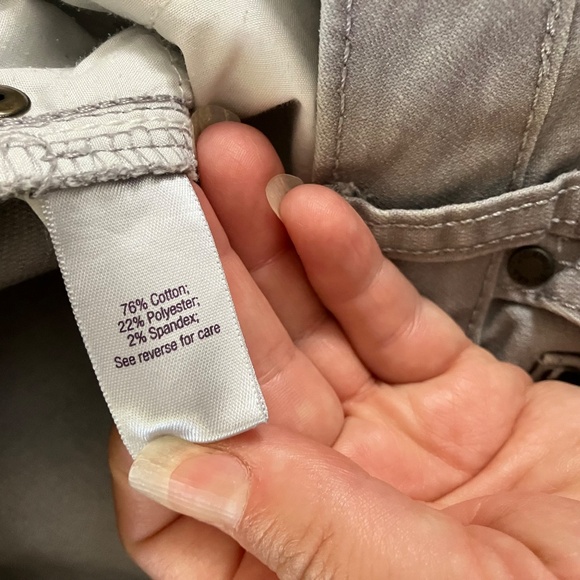 76% Cotton;
22% Polyester;
2% Spandex;
See reverse for care